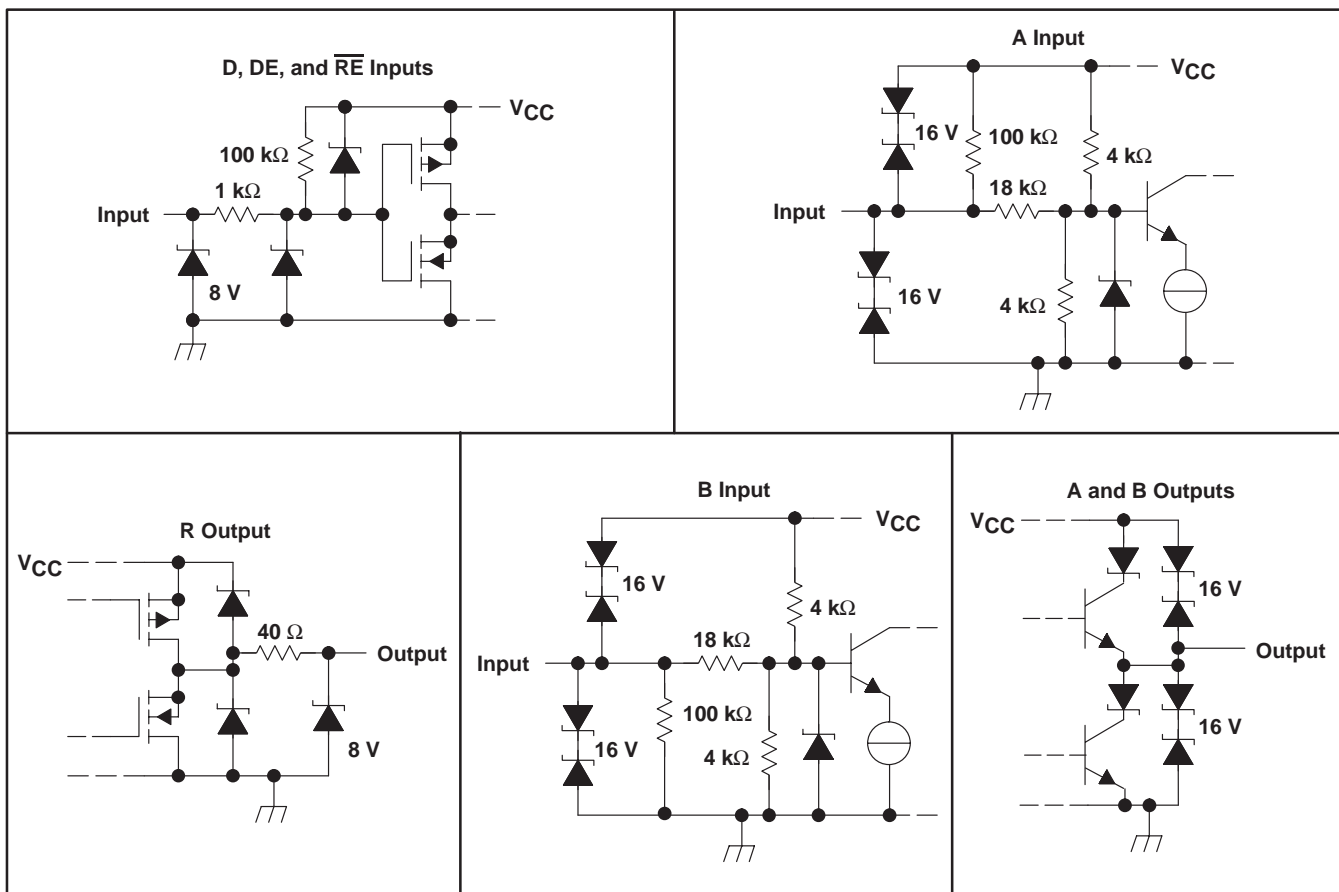 D, DE, and R̅E̅ Inputs
VCC
100 kΩ
1 kΩ
Input
8 V
A Input
VCC
16 V
100 kΩ
4 kΩ
18 kΩ
Input
16 V
4 kΩ
R Output
VCC
40 Ω
Output
8 V
B Input
VCC
16 V
4 kΩ
18 kΩ
Input
100 kΩ
16 V
4 kΩ
A and B Outputs
VCC
16 V
Output
16 V